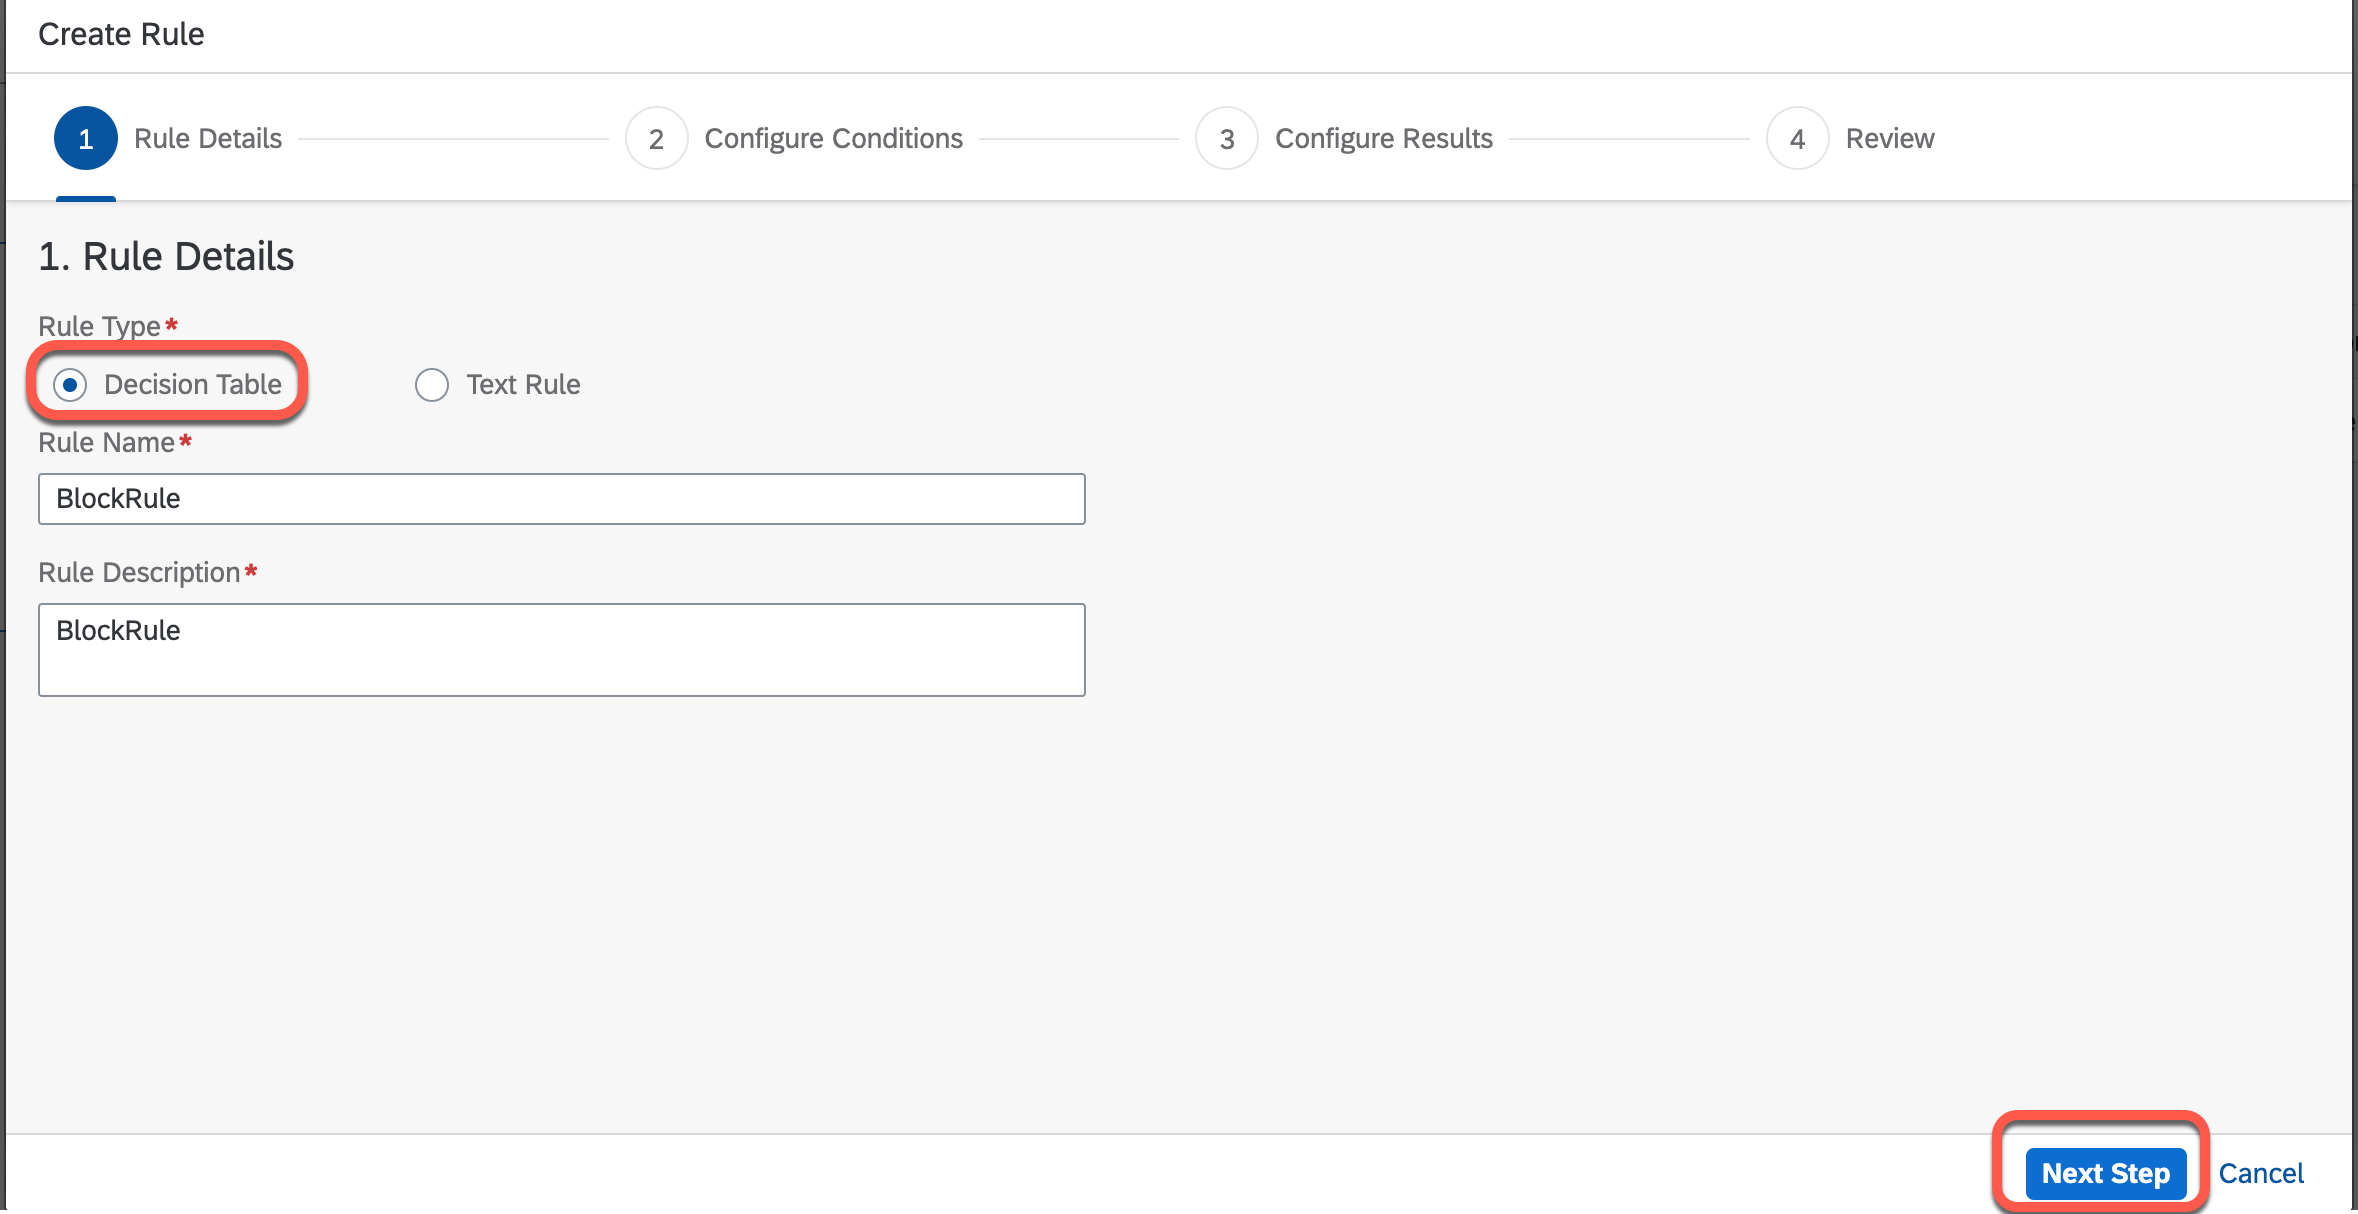 Create Rule
1 Rule Details 2 Configure Conditions 3 Configure Results 4 Review
1. Rule Details
Rule Type*
Decision Table Text Rule
Rule Name*
BlockRule
Rule Description*
BlockRule
Next Step Cancel